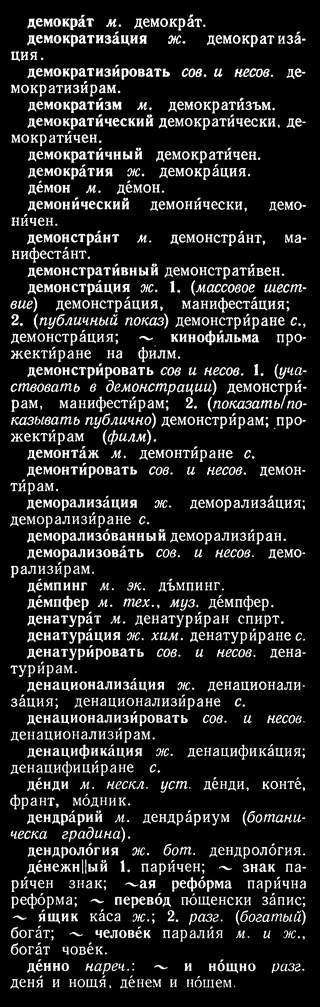 демокра́т м. демокра́т.
демократиза́ция ж. демократиза́-
ция.
демократизи́ровать сов. и несов. де-
мократизи́рам.
демократи́зм м. демократи́зъм.
демократи́ческий демократи́чески, де-
мократи́чен.
демократи́чный демократи́чен.
демокра́тия ж. демокра́ция.
де́мон м. де́мон.
демони́ческий демони́чески, демо-
ни́чен.
демонстра́нт м. демонстра́нт, ма-
нифеста́нт.
демонстрати́вный демонстрати́вен.
демонстра́ция ж. 1. (массовое шест-
вие) демонстра́ция, манифеста́ция;
2. (публичный показ) демонстри́ране с.,
демонстра́ция; ~ кинофи́льма про-
жекти́ране на филм.
демонстри́ровать сов и несов. 1. (уча-
ствовать в демонстрации) демонстри́-
рам, манифести́рам; 2. (показать/по-
казывать публично) демонстри́рам; про-
жекти́рам (филм).
демонта́ж м. демонти́ране с.
демонти́ровать сов. и несов. демон-
ти́рам.
деморализа́ция ж. деморализа́ция;
деморализи́ране с.
деморализо́ванный деморализи́ран.
деморализова́ть сов. и несов. демо-
рализи́рам.
де́мпинг м. эк. дъ́мпинг.
де́мпфер м. тех., муз. де́мпфер.
денатура́т м. денатури́ран спирт.
денатура́ция ж. хим. денатури́ране с.
денатури́ровать сов. и несов. дена-
тури́рам.
денационализа́ция ж. денационали-
за́ция; денационализи́ране с.
денационализи́ровать сов. и несов.
денационализи́рам.
денацифика́ция ж. денацифика́ция;
денацифици́ране с.
де́нди м. нескл. уст. де́нди, конте́,
франт, мо́дник.
дендра́рий м. дендра́риум (ботани-
ческа градина).
дендроло́гия ж. бот. дендроло́гия.
де́нежн||ый 1. пари́чен; ~ знак па-
ри́чен знак; ~ая рефо́рма пари́чна
рефо́рма; ~ перево́д по́щенски за́пис;
~ я́щик ка́са ж.; 2. разг. (богатый)
бога́т; ~ челове́к парали́я м. и ж.,
бога́т чове́к.
де́нно нареч.: ~ и но́щно разг.
деня́ и нощя́, де́нем и но́щем.